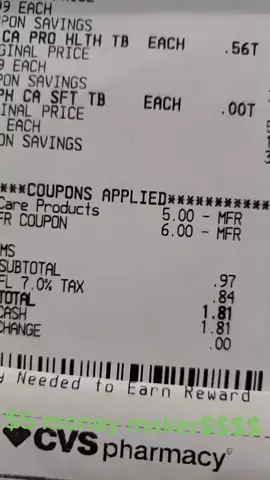 99 EACH
UPON SAVINGS
CA PRO HLTH TB EACH .56T
GINAL PRICE
9 EACH
PON SAVINGS
PH CA SFT TB EACH .00T
INAL PRICE
EACH
ON SAVINGS
***COUPONS APPLIED***********
Care Products 5.00 - MFR
FR COUPON 6.00 - MFR
MS
SUBTOTAL .97
FL 7.0% TAX .84
TOTAL 1.81
CASH 1.81
CHANGE .00
y Needed to Earn Reward
$5 money maker$$$$
CVS pharmacy